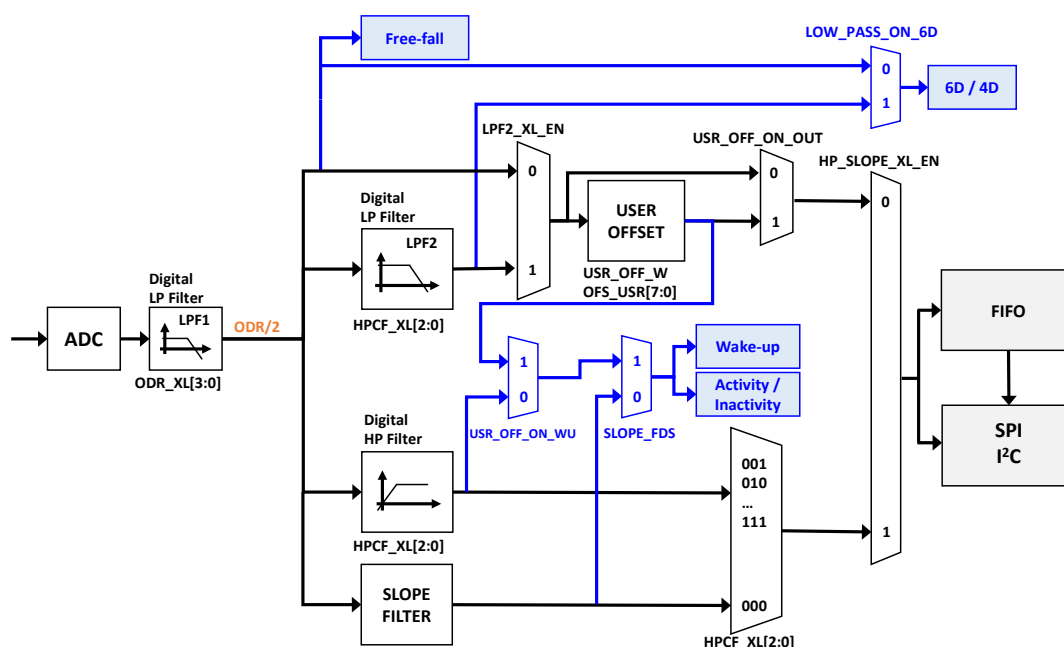 Free-fall
LOW_PASS_ON_6D
0
1
6D / 4D
LPF2_XL_EN
0
1
USR_OFF_ON_OUT
0
1
HP_SLOPE_XL_EN
0
1
Digital
LP Filter
LPF2
HPCF_XL[2:0]
USER
OFFSET
USR_OFF_W
OFS_USR[7:0]
ADC
Digital
LP Filter
LPF1
ODR_XL[3:0]
ODR/2
FIFO
SPI
I²C
1
0
USR_OFF_ON_WU
1
0
SLOPE_FDS
Wake-up
Activity /
Inactivity
Digital
HP Filter
HPCF_XL[2:0]
SLOPE
FILTER
001
010
...
111
000
HPCF_XL[2:0]